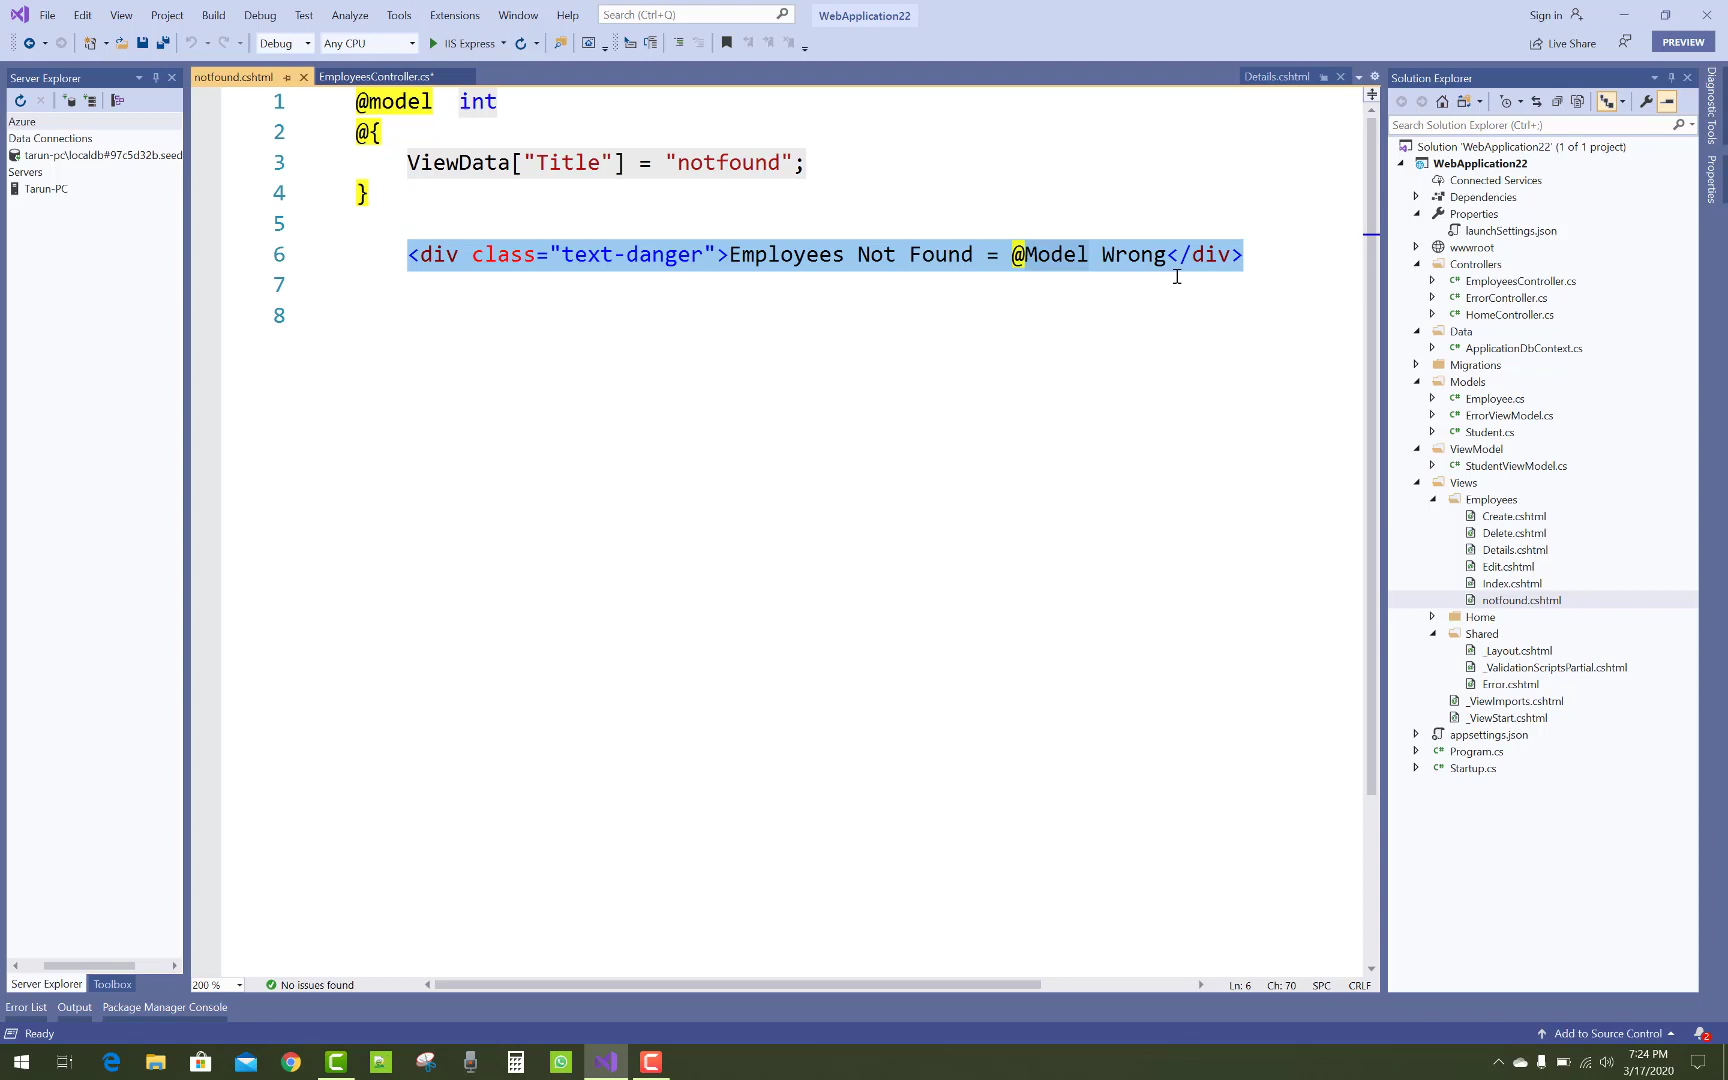 File Edit View Project Build Debug Test Analyze Tools Extensions Window Help Search (Ctrl+Q) WebApplication22 Sign in
Debug Any CPU IIS Express Live Share PREVIEW
Server Explorer
Azure
Data Connections
tarun-pc\localdb#97c5d32b.seed
Servers
Tarun-PC
notfound.cshtml EmployeesController.cs* Details.cshtml
1 @model int
2 @{
3 ViewData["Title"] = "notfound";
4 }
5
6 <div class="text-danger">Employees Not Found = @Model Wrong</div>
7
8
200 % No issues found Ln: 6 Ch: 70 SPC CRLF
Solution Explorer
Search Solution Explorer (Ctrl+;)
Solution 'WebApplication22' (1 of 1 project)
WebApplication22
Connected Services
Dependencies
Properties
launchSettings.json
wwwroot
Controllers
C# EmployeesController.cs
C# ErrorController.cs
C# HomeController.cs
Data
C# ApplicationDbContext.cs
Migrations
Models
C# Employee.cs
C# ErrorViewModel.cs
C# Student.cs
ViewModel
C# StudentViewModel.cs
Views
Employees
Create.cshtml
Delete.cshtml
Details.cshtml
Edit.cshtml
Index.cshtml
notfound.cshtml
Home
Shared
_Layout.cshtml
_ValidationScriptsPartial.cshtml
Error.cshtml
_ViewImports.cshtml
_ViewStart.cshtml
appsettings.json
C# Program.cs
C# Startup.cs
Diagnostic Tools
Properties
Server Explorer Toolbox
Error List Output Package Manager Console
Ready Add to Source Control 2
7:24 PM
3/17/2020